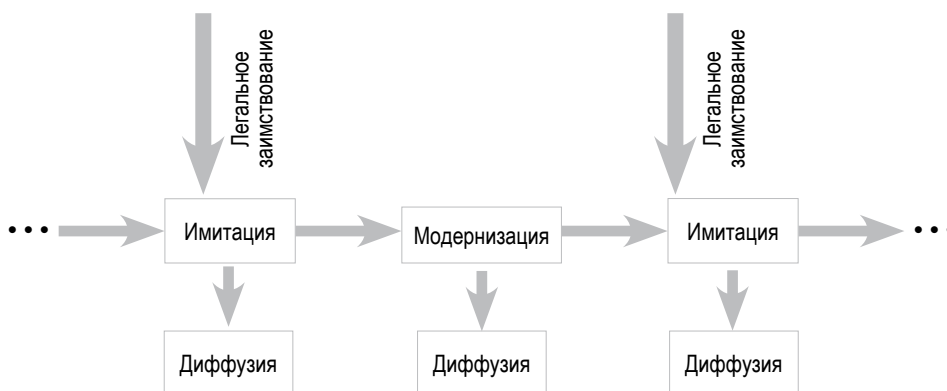 Легальное
заимствование
Легальное
заимствование
... Имитация Модернизация Имитация ...
Диффузия Диффузия Диффузия